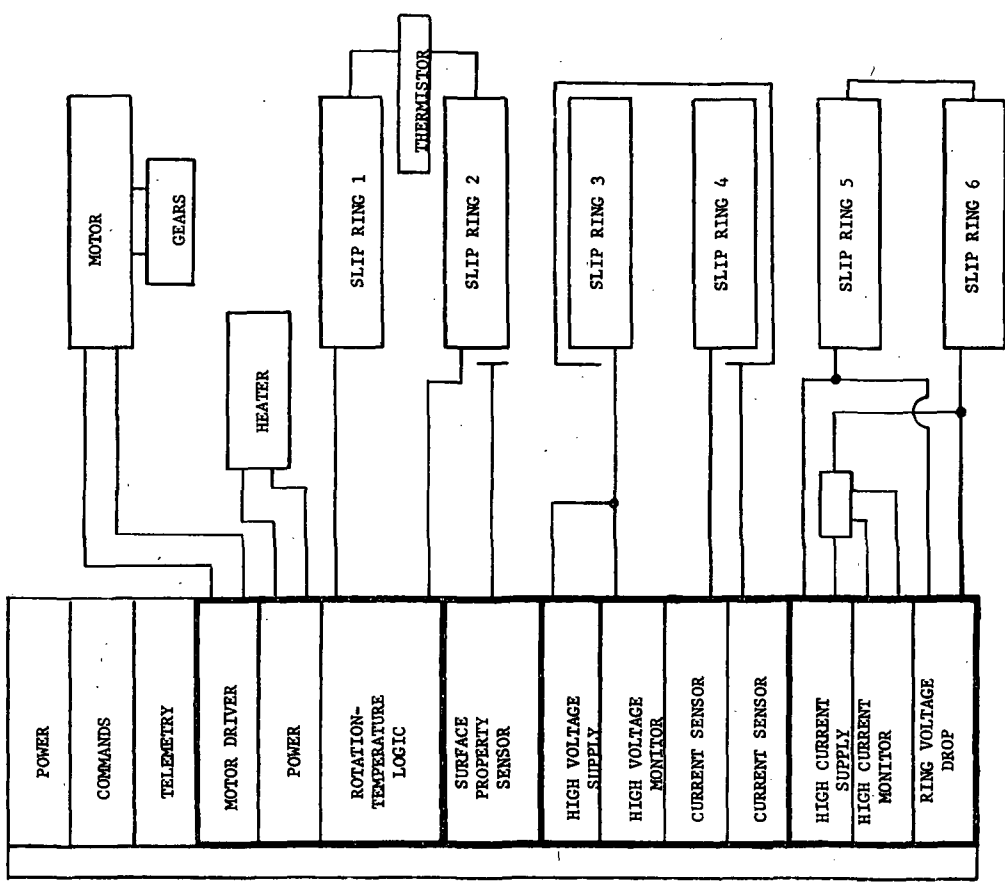 MOTOR
GEARS
HEATER
SLIP RING 1
THERMISTOR
SLIP RING 2
SLIP RING 3
SLIP RING 4
SLIP RING 5
SLIP RING 6
POWER
COMMANDS
TELEMETRY
MOTOR DRIVER
POWER
ROTATION-
TEMPERATURE
LOGIC
SURFACE
PROPERTY
SENSOR
HIGH VOLTAGE
SUPPLY
HIGH VOLTAGE
MONITOR
CURRENT SENSOR
CURRENT SENSOR
HIGH CURRENT
SUPPLY
HIGH CURRENT
MONITOR
RING VOLTAGE
DROP